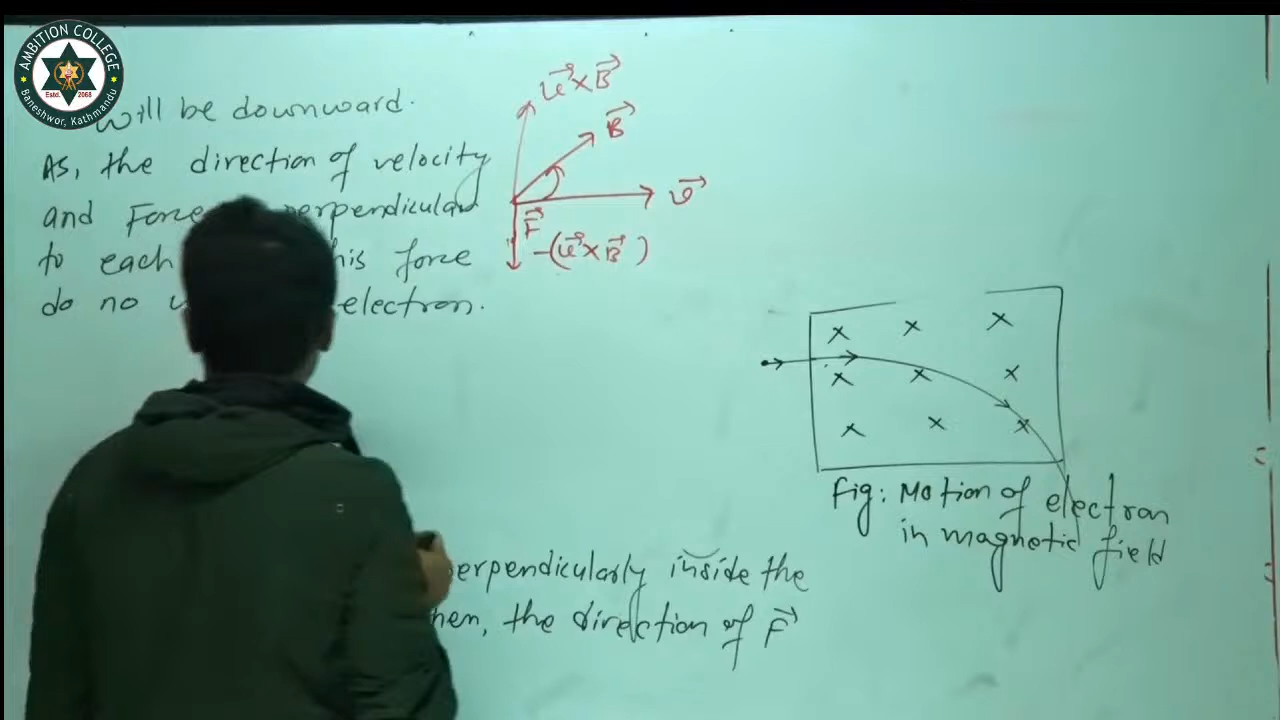 AMBITION COLLEGE
Estd. 2068
Baneshwor, Kathmandu
will be downward.
As, the direction of velocity
and Force perpendicular
to each this force
do no electron.
u⃗×B⃗
B⃗
v⃗
F⃗
-(u⃗×B⃗)
Fig: Motion of electron
in magnetic field
perpendicularly inside the
then, the direction of F⃗